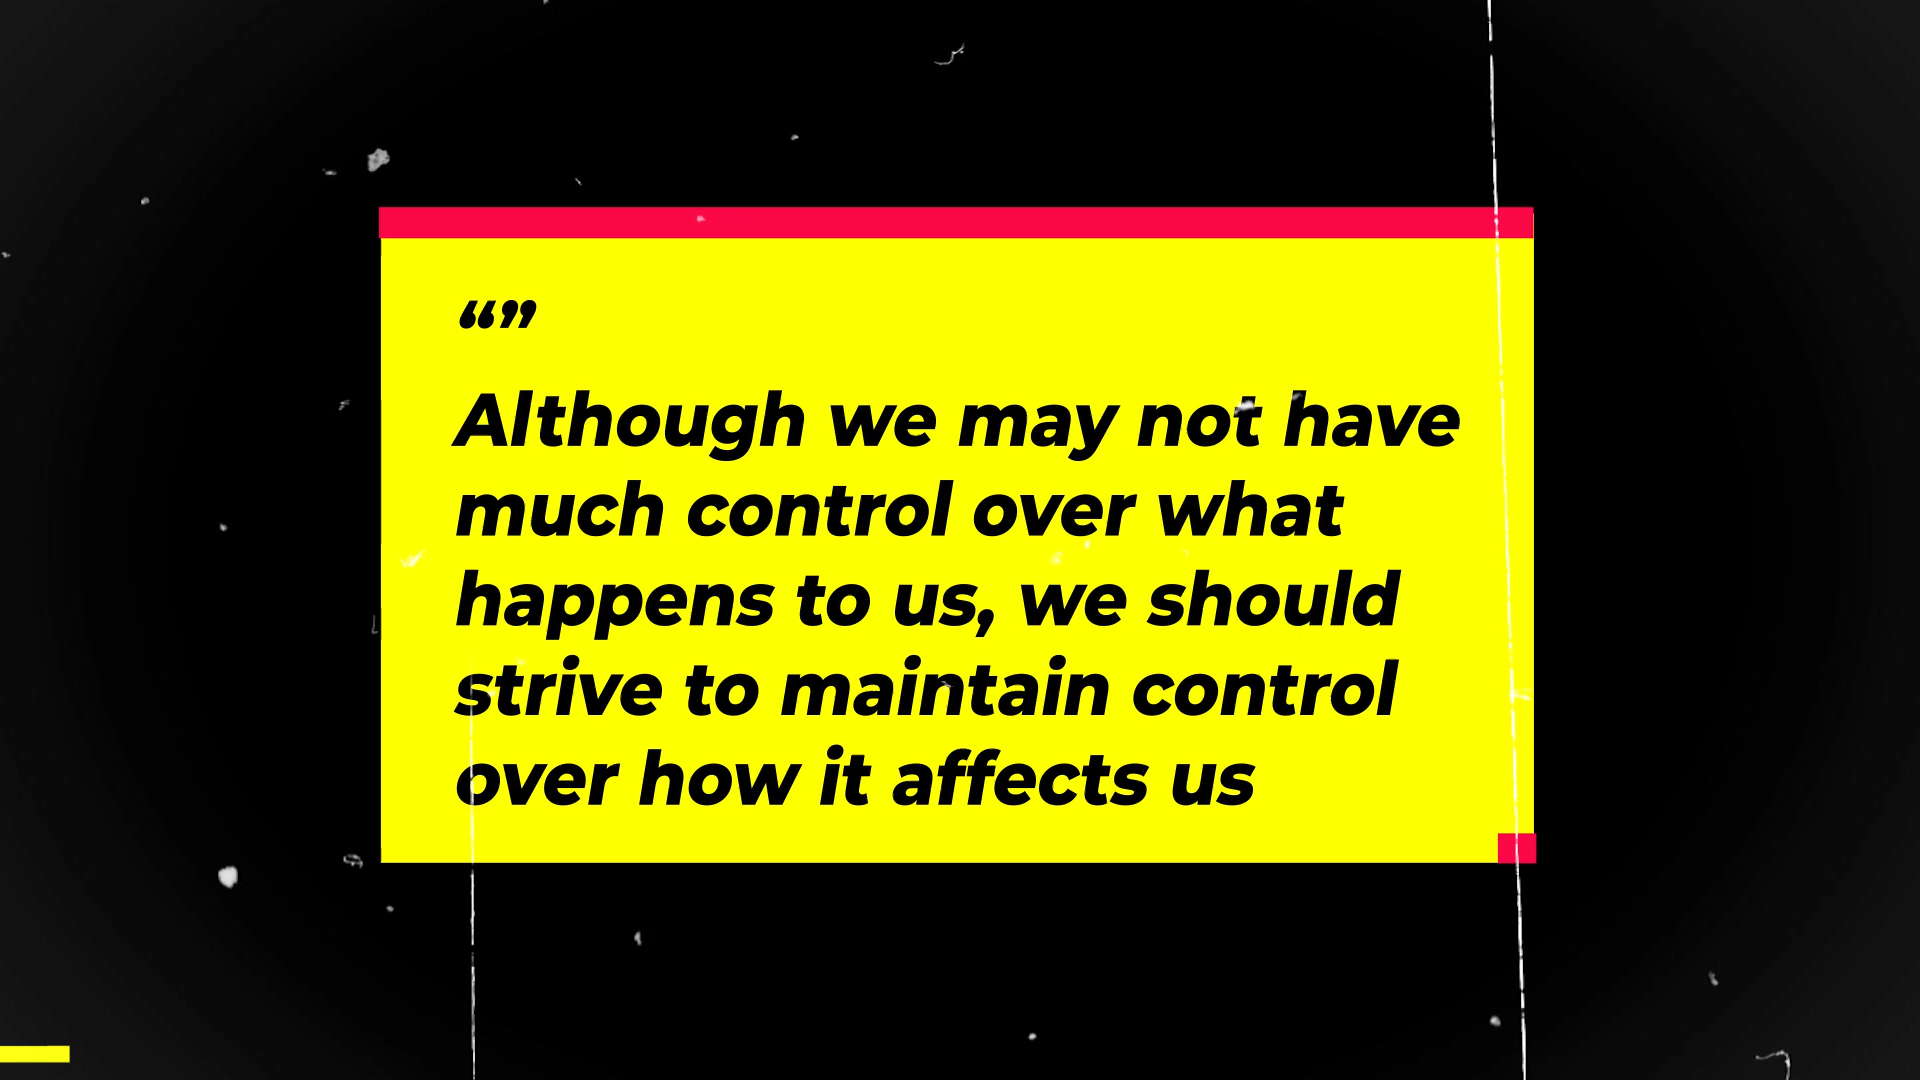 “”
Although we may not have
much control over what
happens to us, we should
strive to maintain control
over how it affects us